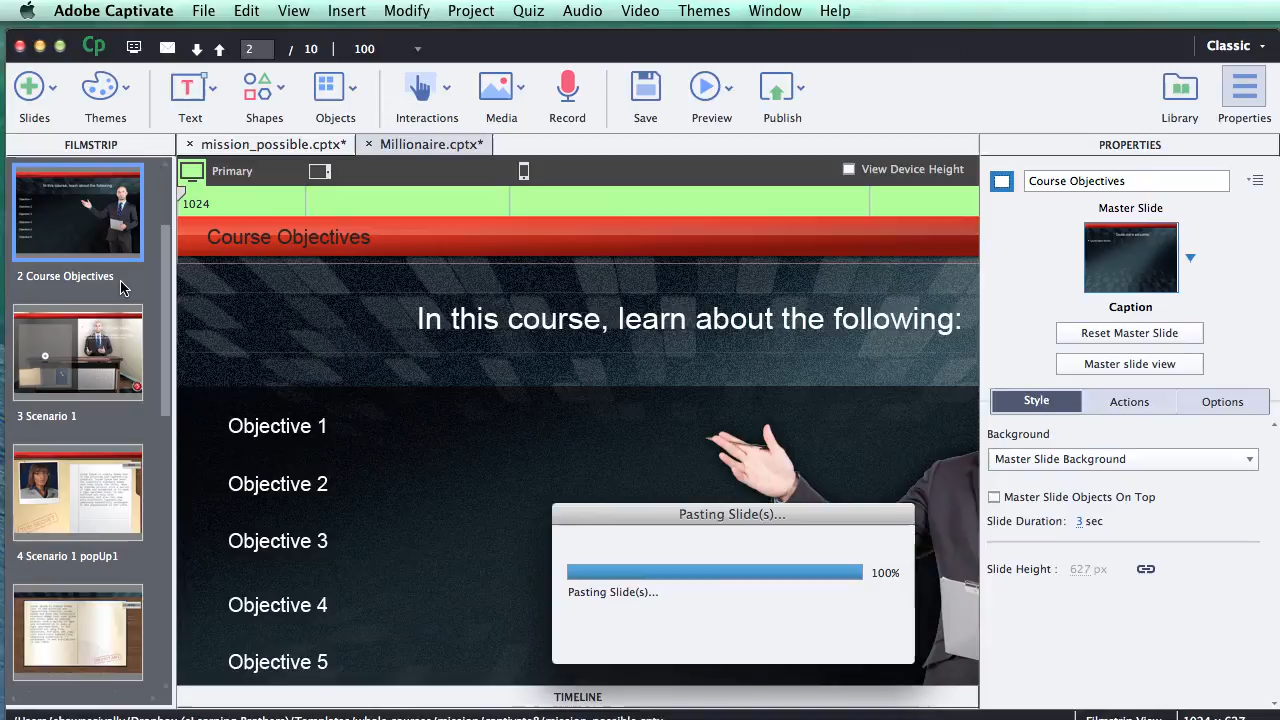 Adobe Captivate File Edit View Insert Modify Project Quiz Audio Video Themes Window Help
Cp 2 / 10 100 Classic
Slides Themes Text Shapes Objects Interactions Media Record Save Preview Publish Library Properties
FILMSTRIP
× mission_possible.cptx* × Millionaire.cptx*
PROPERTIES
Primary View Device Height
1024
Course Objectives
In this course, learn about the following:
Objective 1
Objective 2
Objective 3
Objective 4
Objective 5
2 Course Objectives
3 Scenario 1
4 Scenario 1 popUp1
Pasting Slide(s)...
100%
Pasting Slide(s)...
TIMELINE
Course Objectives
Master Slide
Caption
Reset Master Slide
Master slide view
Style Actions Options
Background
Master Slide Background
Master Slide Objects On Top
Slide Duration: 3 sec
Slide Height : 627 px